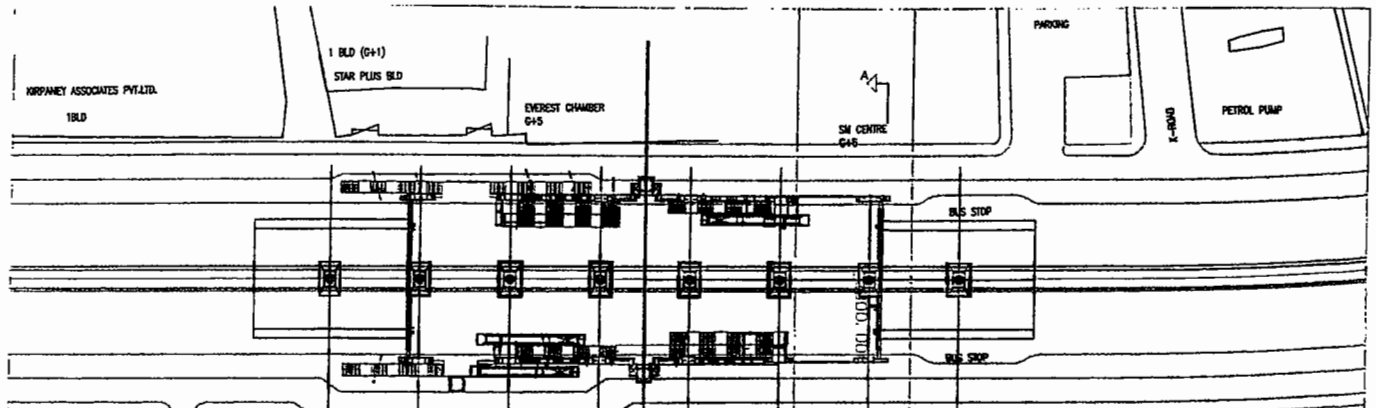 PARKING
1 BLD (G+1)
STAR PLUS BLD
KIRPANEY ASSOCIATES PVT.LTD.
1BLD
A
EVEREST CHAMBER
G+5
SM CENTRE
G+6
X-ROAD
PETROL PUMP
BUS STOP
BUS STOP